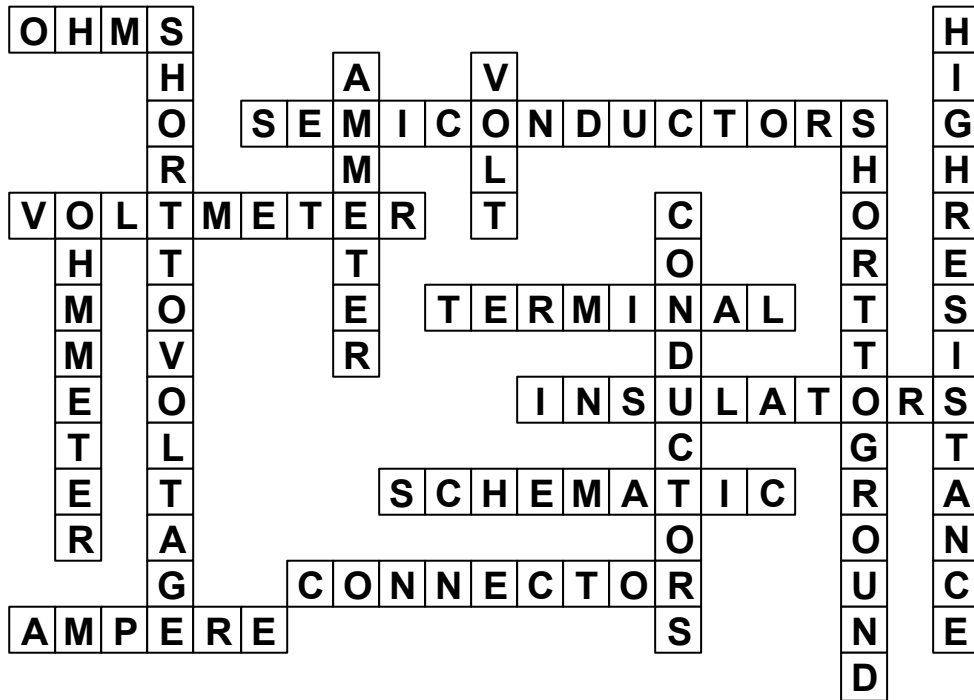 OHMS
SHORTTOVOLTAGE
HIGHRESISTANCE
AMMETER
VOLT
SEMICONDUCTORS
SHORTTOGROUND
VOLTMETER
OHMMETER
CONDUCTORS
TERMINAL
INSULATORS
SCHEMATIC
CONNECTOR
AMPERE